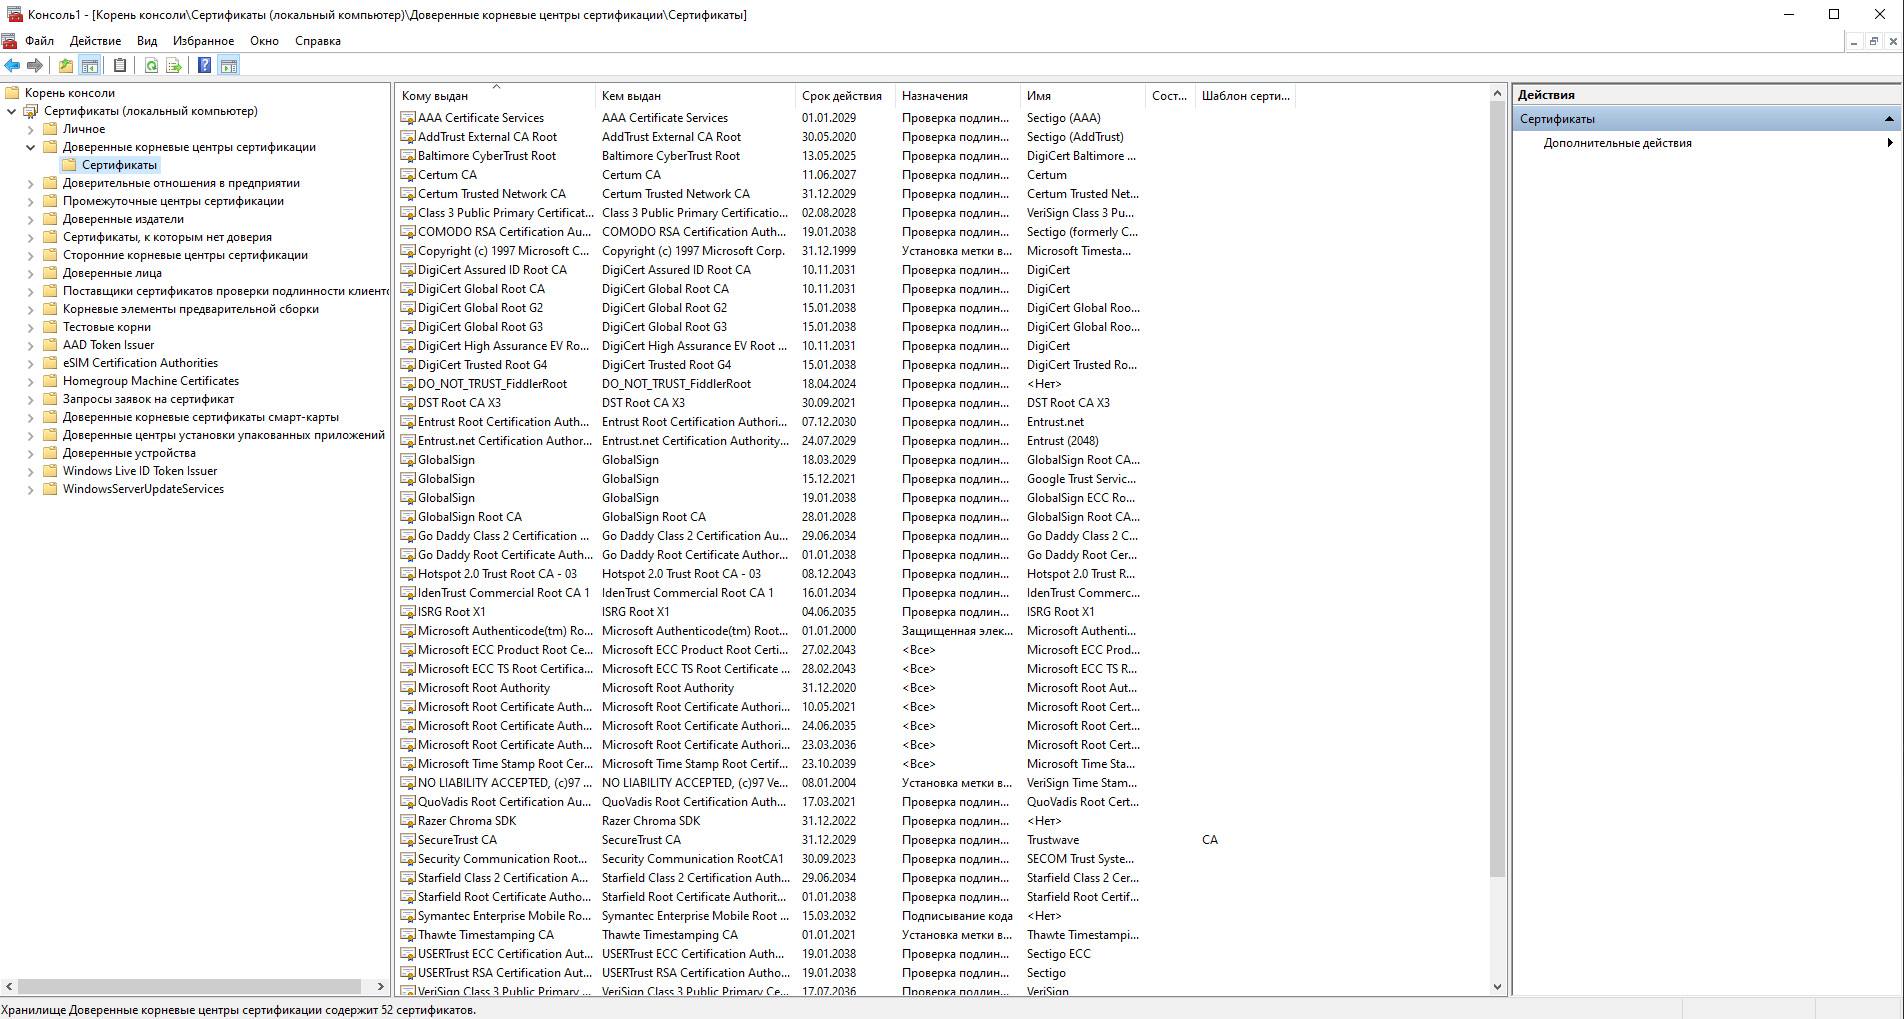 Консоль1 - [Корень консоли\Сертификаты (локальный компьютер)\Доверенные корневые центры сертификации\Сертификаты]
Файл Действие Вид Избранное Окно Справка
Корень консоли
Сертификаты (локальный компьютер)
Личное
Доверенные корневые центры сертификации
Сертификаты
Доверительные отношения в предприятии
Промежуточные центры сертификации
Доверенные издатели
Сертификаты, к которым нет доверия
Сторонние корневые центры сертификации
Доверенные лица
Поставщики сертификатов проверки подлинности клиенто
Корневые элементы предварительной сборки
Тестовые корни
AAD Token Issuer
eSIM Certification Authorities
Homegroup Machine Certificates
Запросы заявок на сертификат
Доверенные корневые сертификаты смарт-карты
Доверенные центры установки упакованных приложений
Доверенные устройства
Windows Live ID Token Issuer
WindowsServerUpdateServices
Кому выдан Кем выдан Срок действия Назначения Имя Сост... Шаблон серти...
AAA Certificate Services AAA Certificate Services 01.01.2029 Проверка подлин... Sectigo (AAA)
AddTrust External CA Root AddTrust External CA Root 30.05.2020 Проверка подлин... Sectigo (AddTrust)
Baltimore CyberTrust Root Baltimore CyberTrust Root 13.05.2025 Проверка подлин... DigiCert Baltimore ...
Certum CA Certum CA 11.06.2027 Проверка подлин... Certum
Certum Trusted Network CA Certum Trusted Network CA 31.12.2029 Проверка подлин... Certum Trusted Net...
Class 3 Public Primary Certificat... Class 3 Public Primary Certificatio... 02.08.2028 Проверка подлин... VeriSign Class 3 Pu...
COMODO RSA Certification Au... COMODO RSA Certification Auth... 19.01.2038 Проверка подлин... Sectigo (formerly C...
Copyright (c) 1997 Microsoft C... Copyright (c) 1997 Microsoft Corp. 31.12.1999 Установка метки в... Microsoft Timesta...
DigiCert Assured ID Root CA DigiCert Assured ID Root CA 10.11.2031 Проверка подлин... DigiCert
DigiCert Global Root CA DigiCert Global Root CA 10.11.2031 Проверка подлин... DigiCert
DigiCert Global Root G2 DigiCert Global Root G2 15.01.2038 Проверка подлин... DigiCert Global Roo...
DigiCert Global Root G3 DigiCert Global Root G3 15.01.2038 Проверка подлин... DigiCert Global Roo...
DigiCert High Assurance EV Ro... DigiCert High Assurance EV Root ... 10.11.2031 Проверка подлин... DigiCert
DigiCert Trusted Root G4 DigiCert Trusted Root G4 15.01.2038 Проверка подлин... DigiCert Trusted Ro...
DO_NOT_TRUST_FiddlerRoot DO_NOT_TRUST_FiddlerRoot 18.04.2024 Проверка подлин... <Нет>
DST Root CA X3 DST Root CA X3 30.09.2021 Проверка подлин... DST Root CA X3
Entrust Root Certification Auth... Entrust Root Certification Authori... 07.12.2030 Проверка подлин... Entrust.net
Entrust.net Certification Author... Entrust.net Certification Authority... 24.07.2029 Проверка подлин... Entrust (2048)
GlobalSign GlobalSign 18.03.2029 Проверка подлин... GlobalSign Root CA...
GlobalSign GlobalSign 15.12.2021 Проверка подлин... Google Trust Servic...
GlobalSign GlobalSign 19.01.2038 Проверка подлин... GlobalSign ECC Ro...
GlobalSign Root CA GlobalSign Root CA 28.01.2028 Проверка подлин... GlobalSign Root CA...
Go Daddy Class 2 Certification ... Go Daddy Class 2 Certification Au... 29.06.2034 Проверка подлин... Go Daddy Class 2 C...
Go Daddy Root Certificate Auth... Go Daddy Root Certificate Author... 01.01.2038 Проверка подлин... Go Daddy Root Cer...
Hotspot 2.0 Trust Root CA - 03 Hotspot 2.0 Trust Root CA - 03 08.12.2043 Проверка подлин... Hotspot 2.0 Trust R...
IdenTrust Commercial Root CA 1 IdenTrust Commercial Root CA 1 16.01.2034 Проверка подлин... IdenTrust Commerc...
ISRG Root X1 ISRG Root X1 04.06.2035 Проверка подлин... ISRG Root X1
Microsoft Authenticode(tm) Ro... Microsoft Authenticode(tm) Root... 01.01.2000 Защищенная элек... Microsoft Authenti...
Microsoft ECC Product Root Ce... Microsoft ECC Product Root Certi... 27.02.2043 <Все> Microsoft ECC Prod...
Microsoft ECC TS Root Certifica... Microsoft ECC TS Root Certificate ... 28.02.2043 <Все> Microsoft ECC TS R...
Microsoft Root Authority Microsoft Root Authority 31.12.2020 <Все> Microsoft Root Aut...
Microsoft Root Certificate Auth... Microsoft Root Certificate Authori... 10.05.2021 <Все> Microsoft Root Cert...
Microsoft Root Certificate Auth... Microsoft Root Certificate Authori... 24.06.2035 <Все> Microsoft Root Cert...
Microsoft Root Certificate Auth... Microsoft Root Certificate Authori... 23.03.2036 <Все> Microsoft Root Cert...
Microsoft Time Stamp Root Cer... Microsoft Time Stamp Root Certif... 23.10.2039 <Все> Microsoft Time Sta...
NO LIABILITY ACCEPTED, (c)97 ... NO LIABILITY ACCEPTED, (c)97 Ve... 08.01.2004 Установка метки в... VeriSign Time Stam...
QuoVadis Root Certification Au... QuoVadis Root Certification Auth... 17.03.2021 Проверка подлин... QuoVadis Root Cert...
Razer Chroma SDK Razer Chroma SDK 31.12.2022 Проверка подлин... <Нет>
SecureTrust CA SecureTrust CA 31.12.2029 Проверка подлин... Trustwave CA
Security Communication Root... Security Communication RootCA1 30.09.2023 Проверка подлин... SECOM Trust Syste...
Starfield Class 2 Certification A... Starfield Class 2 Certification Auth... 29.06.2034 Проверка подлин... Starfield Class 2 Cer...
Starfield Root Certificate Autho... Starfield Root Certificate Authorit... 01.01.2038 Проверка подлин... Starfield Root Certif...
Symantec Enterprise Mobile Ro... Symantec Enterprise Mobile Root ... 15.03.2032 Подписывание кода <Нет>
Thawte Timestamping CA Thawte Timestamping CA 01.01.2021 Установка метки в... Thawte Timestampi...
USERTrust ECC Certification Aut... USERTrust ECC Certification Auth... 19.01.2038 Проверка подлин... Sectigo ECC
USERTrust RSA Certification Aut... USERTrust RSA Certification Autho... 19.01.2038 Проверка подлин... Sectigo
VeriSign Class 3 Public Primary ... VeriSign Class 3 Public Primary Ce... 17.07.2036 Проверка подлин... VeriSign
Действия
Сертификаты
Дополнительные действия
Хранилище Доверенные корневые центры сертификации содержит 52 сертификатов.